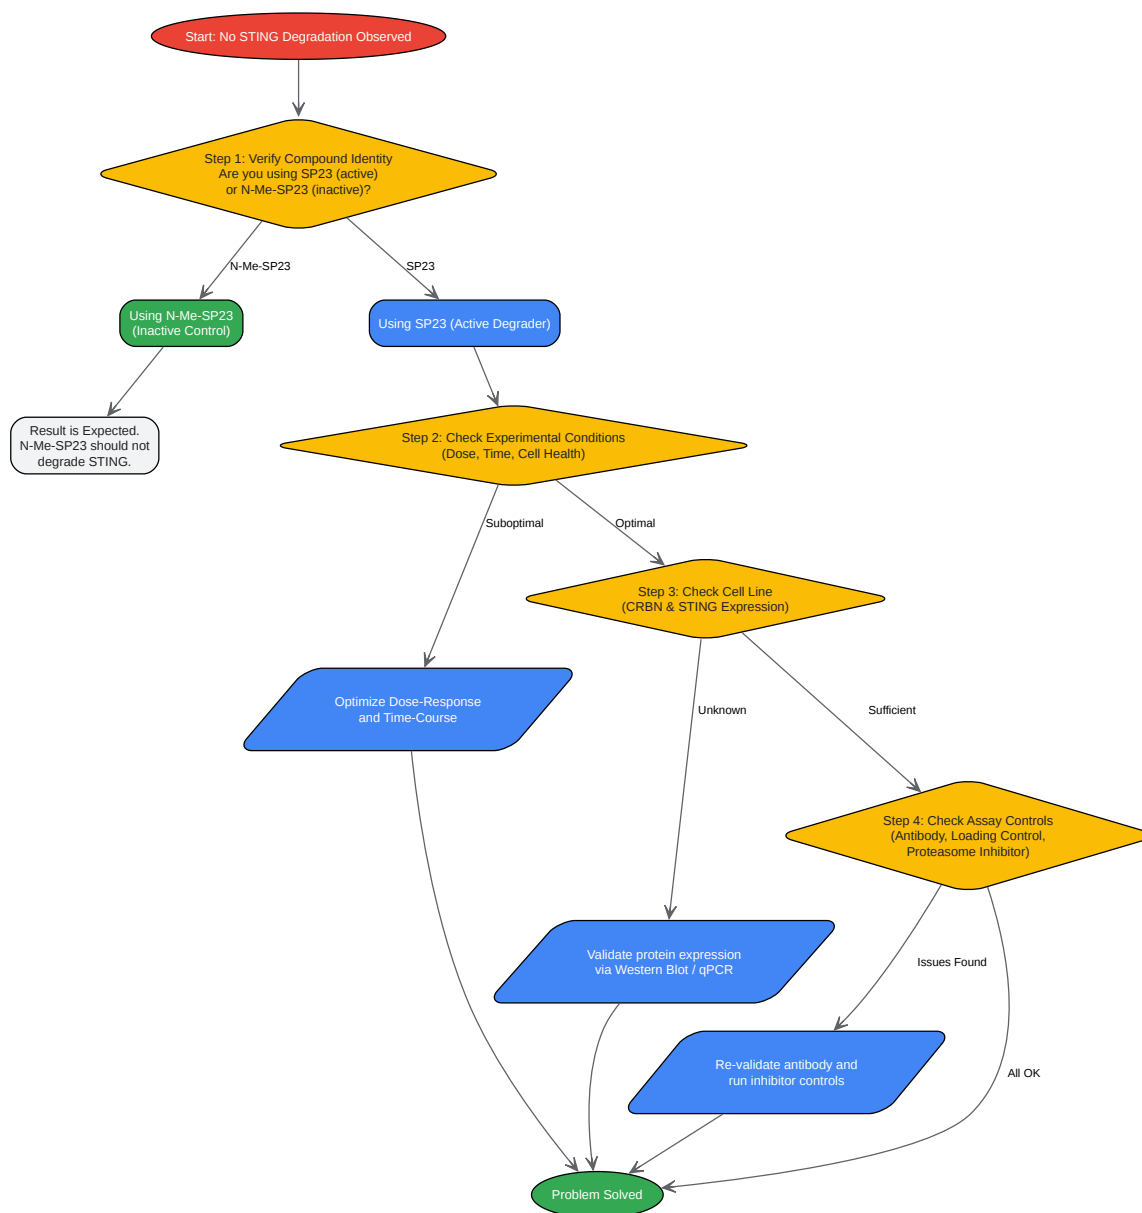 Start: No STING Degradation Observed
Step 1: Verify Compound Identity
Are you using SP23 (active)
or N-Me-SP23 (inactive)?
N-Me-SP23
SP23
Using N-Me-SP23
(Inactive Control)
Using SP23 (Active Degrader)
Result is Expected.
N-Me-SP23 should not
degrade STING.
Step 2: Check Experimental Conditions
(Dose, Time, Cell Health)
Suboptimal
Optimal
Step 3: Check Cell Line
(CRBN & STING Expression)
Optimize Dose-Response
and Time-Course
Unknown
Sufficient
Step 4: Check Assay Controls
(Antibody, Loading Control,
Proteasome Inhibitor)
Validate protein expression
via Western Blot / qPCR
Issues Found
Re-validate antibody and
run inhibitor controls
All OK
Problem Solved